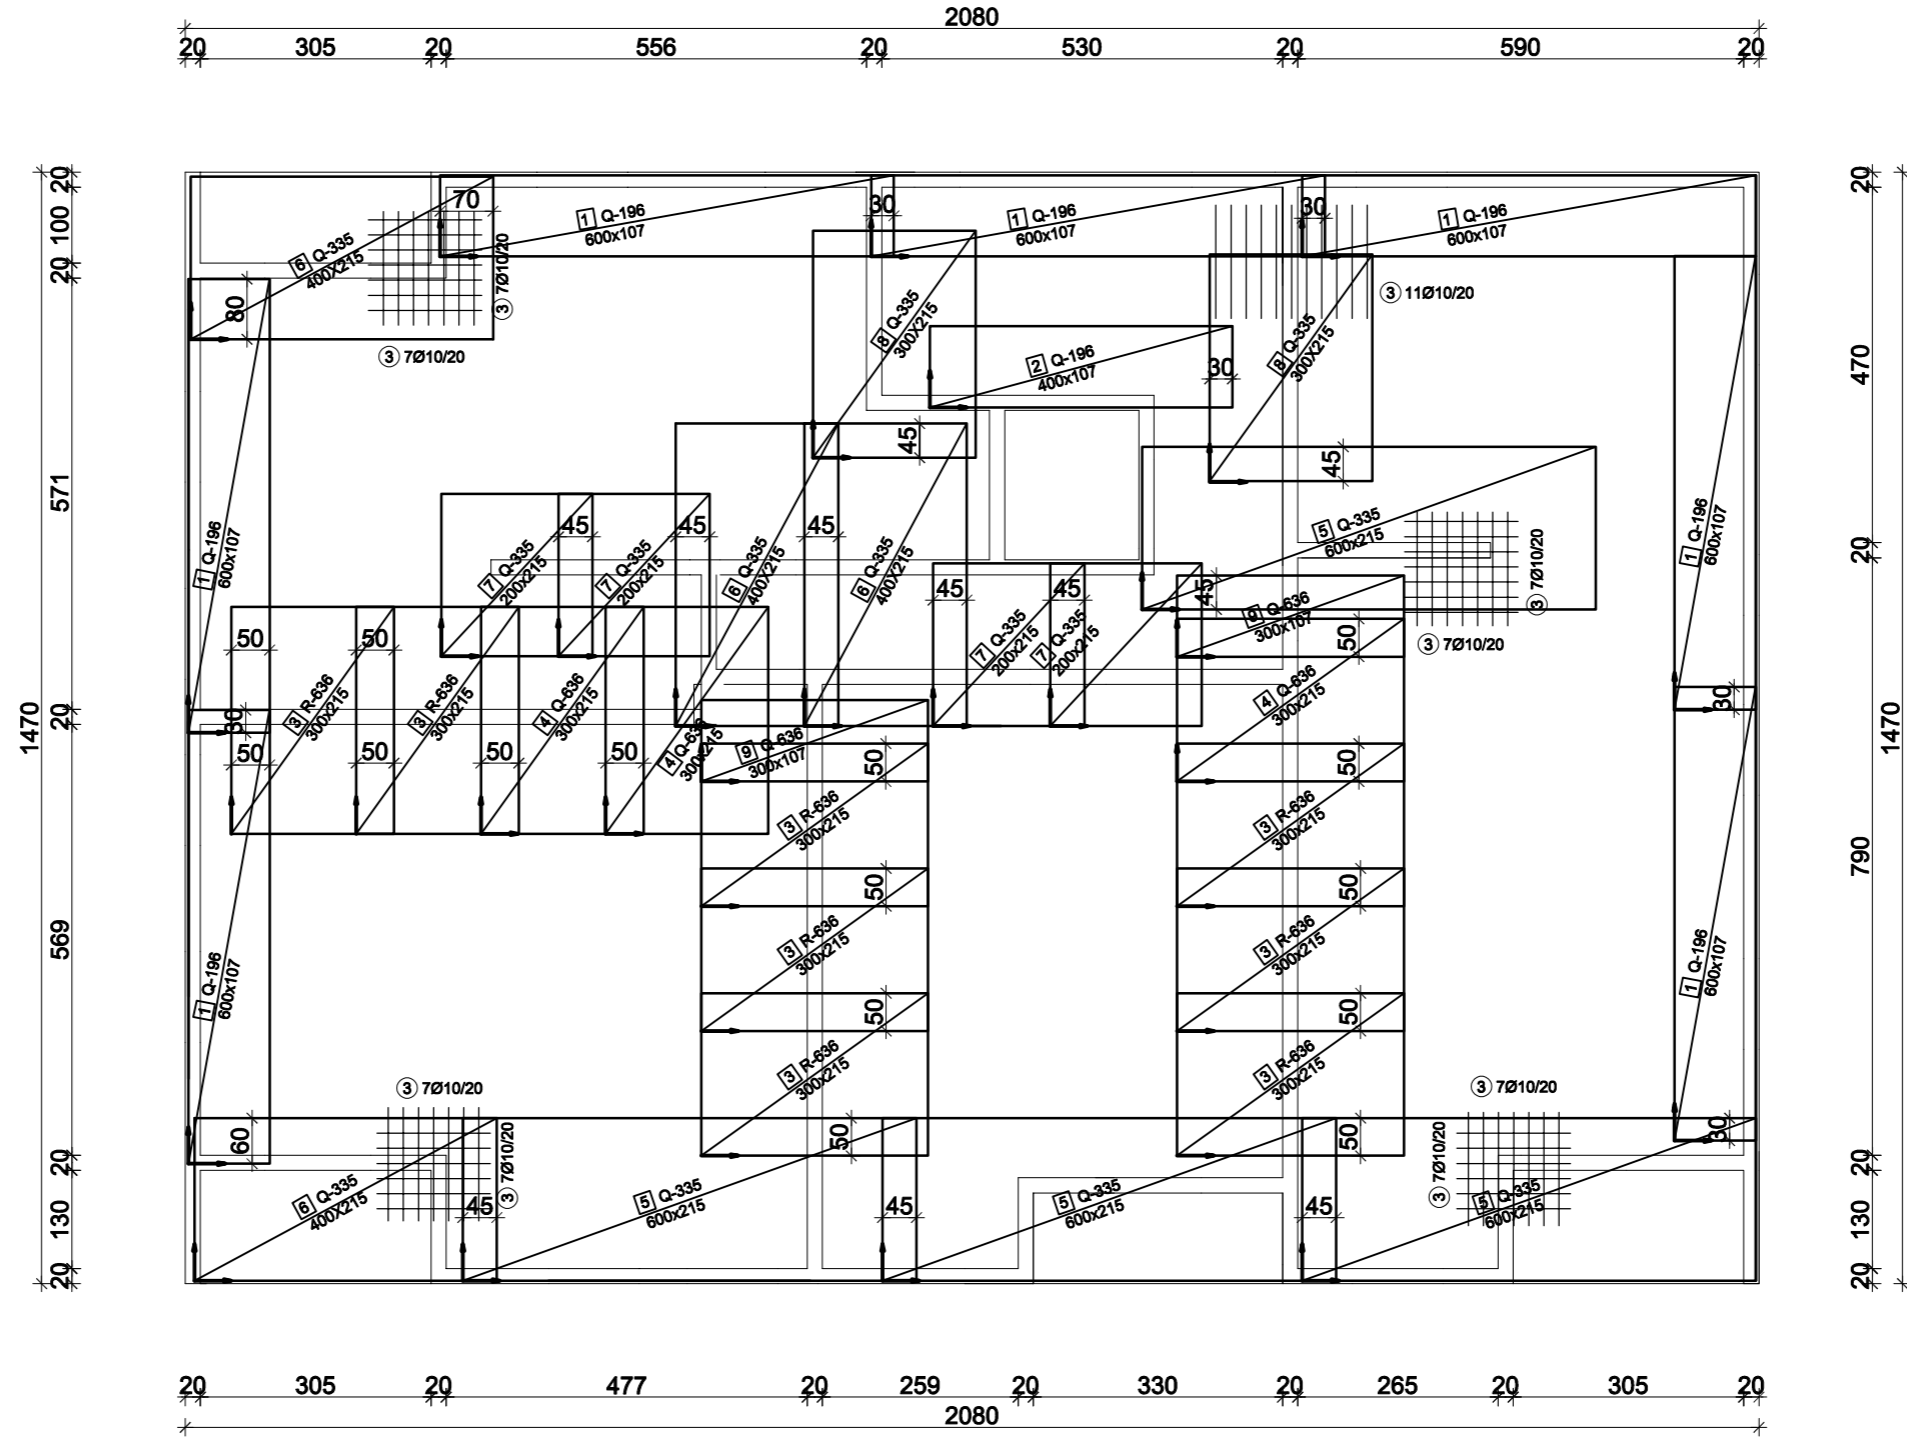 2080
20 305 20 556 20 530 20 590 20
20 100 20 571 20 569 20 130 20
1470
20 470 20 790 20 130 20
1470
70
30
30
1 Q-196
600x107
1 Q-196
600x107
1 Q-196
600x107
6 Q-335
400X215
3 7Ø10/20
3 7Ø10/20
80
8 Q-335
300X215
3 11Ø10/20
8 Q-335
300X215
2 Q-196
400x107
30
45
45
1 Q-196
600x107
45
45
45
7 Q-335
200x215
7 Q-335
200x215
6 Q-335
400X215
6 Q-335
400X215
5 Q-335
600x215
3 7Ø10/20
3 7Ø10/20
1 Q-196
600x107
45
45
45
7 Q-335
200x215
7 Q-335
200x215
9 Q-636
300x107
50
50
50
3 R-636
300x215
3 R-636
300x215
4 Q-636
300x215
4 Q-636
300x215
4 Q-636
300x215
30
30
50
50
50
50
9 Q-636
300x107
50
50
3 R-636
300x215
3 R-636
300x215
50
50
3 R-636
300x215
3 R-636
300x215
1 Q-196
600x107
1 Q-196
600x107
50
50
3 R-636
300x215
3 R-636
300x215
3 7Ø10/20
3 7Ø10/20
3 7Ø10/20
3 7Ø10/20
60
50
50
30
6 Q-335
400X215
45
5 Q-335
600x215
45
5 Q-335
600x215
45
5 Q-335
600x215
20 305 20 477 20 259 20 330 20 265 20 305 20
2080